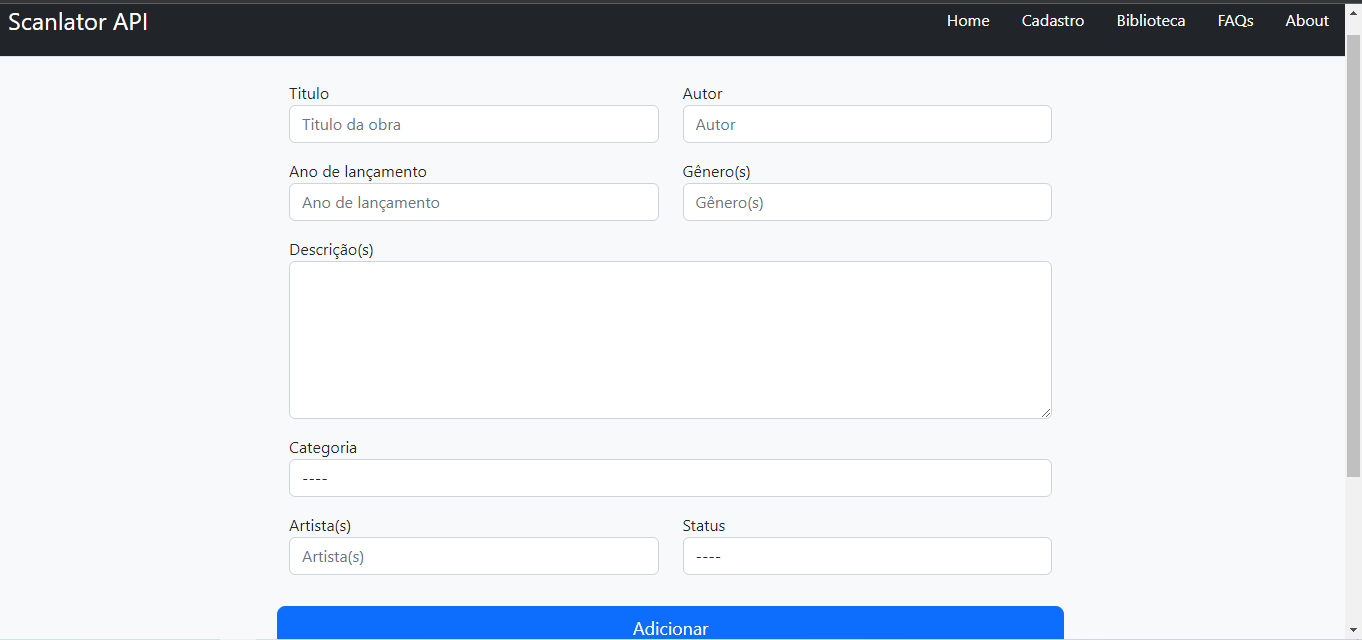 Scanlator API
Home Cadastro Biblioteca FAQs About
Titulo Autor
Titulo da obra Autor
Ano de lançamento Gênero(s)
Ano de lançamento Gênero(s)
Descrição(s)
Categoria
----
Artista(s) Status
Artista(s) ----
Adicionar